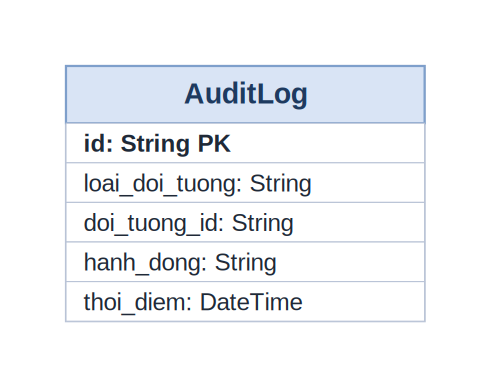 AuditLog
id: String PK
loai_doi_tuong: String
doi_tuong_id: String
hanh_dong: String
thoi_diem: DateTime